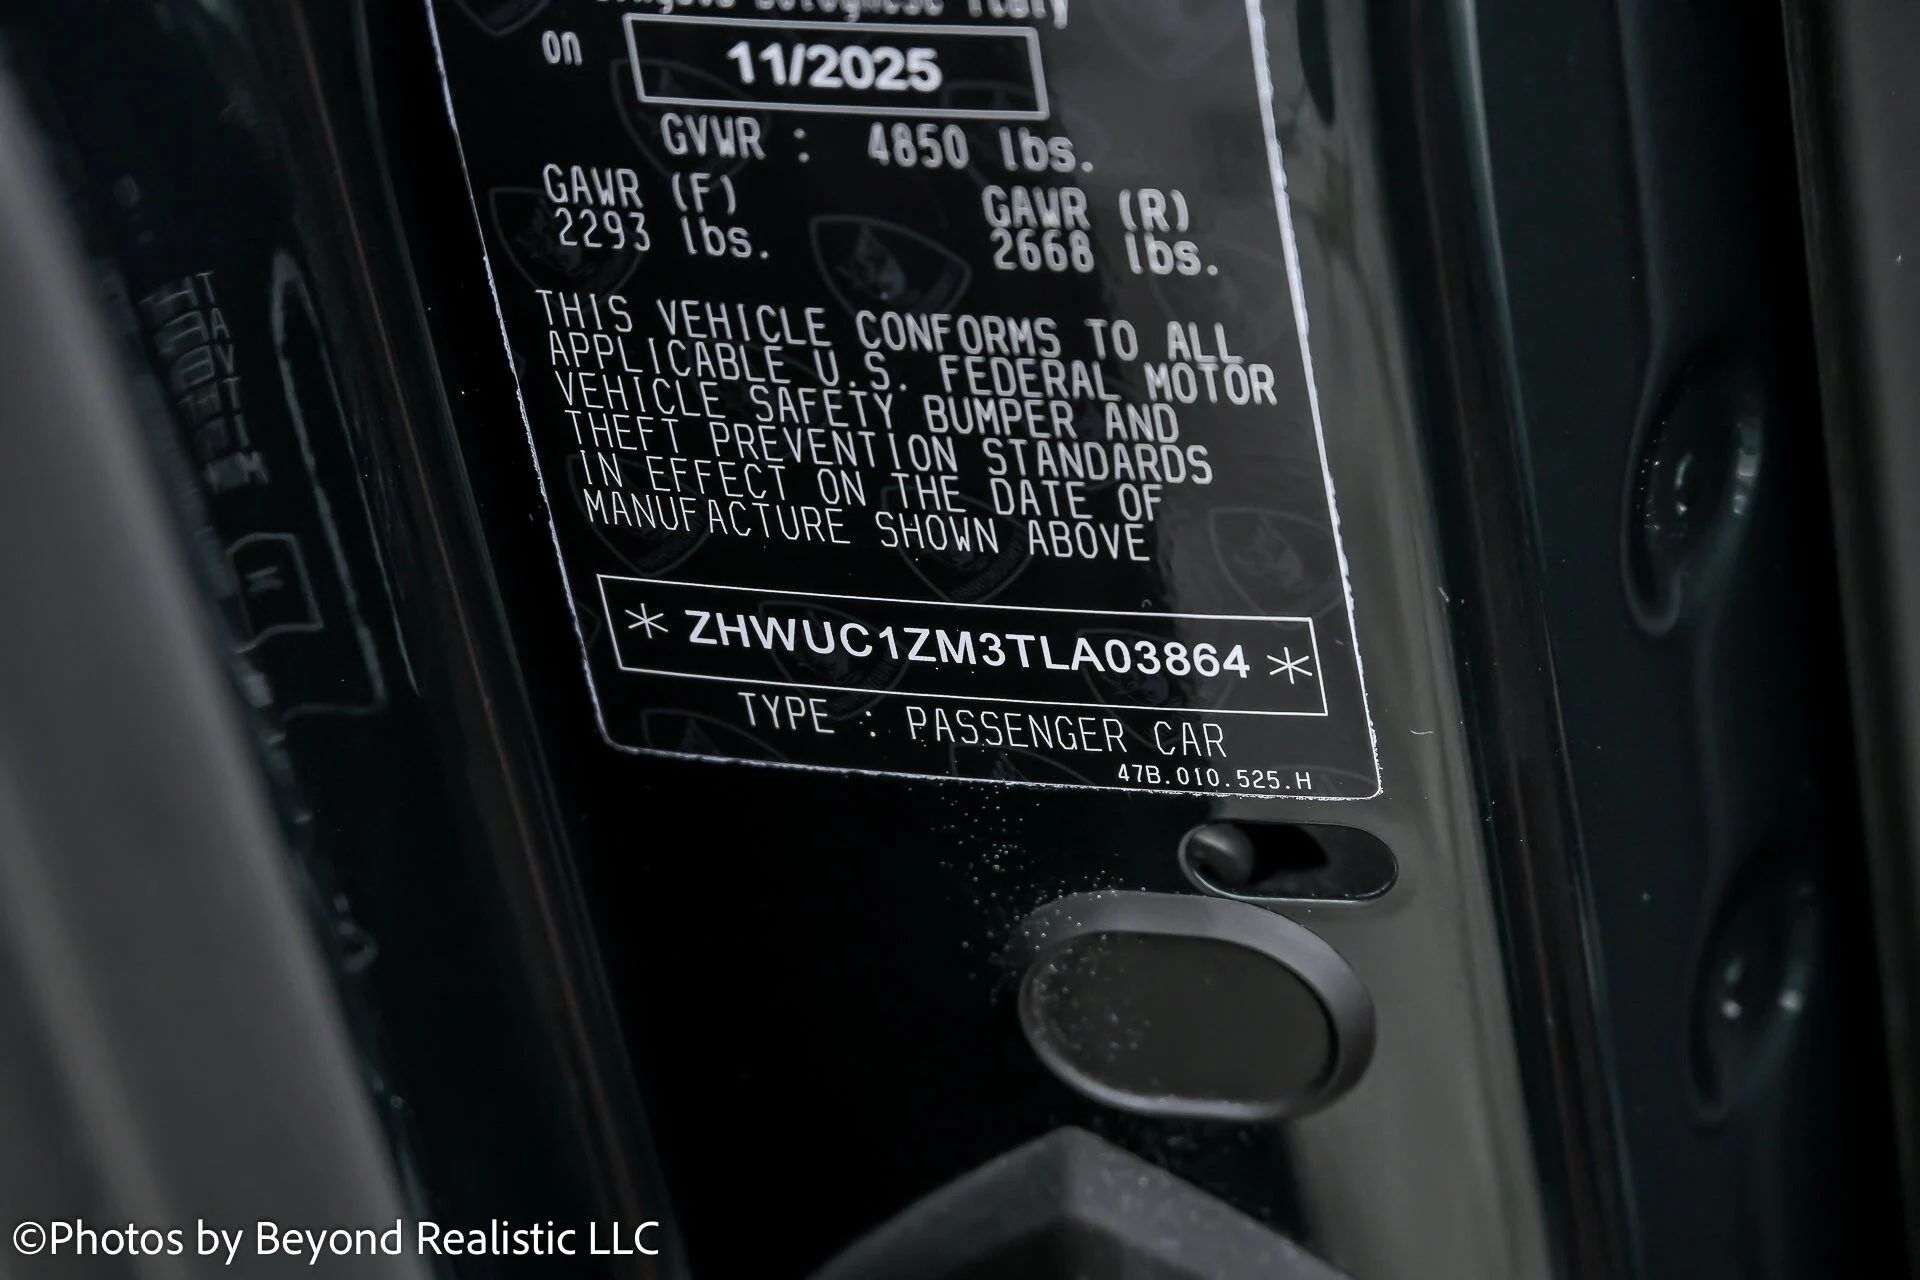 Bolognese Italy
on 11/2025
GVWR : 4850 lbs.
GAWR (F) GAWR (R)
2293 lbs. 2668 lbs.
THIS VEHICLE CONFORMS TO ALL
APPLICABLE U.S. FEDERAL MOTOR
VEHICLE SAFETY BUMPER AND
THEFT PREVENTION STANDARDS
IN EFFECT ON THE DATE OF
MANUFACTURE SHOWN ABOVE
* ZHWUC1ZM3TLA03864 *
TYPE : PASSENGER CAR
47B.010.525.H
©Photos by Beyond Realistic LLC